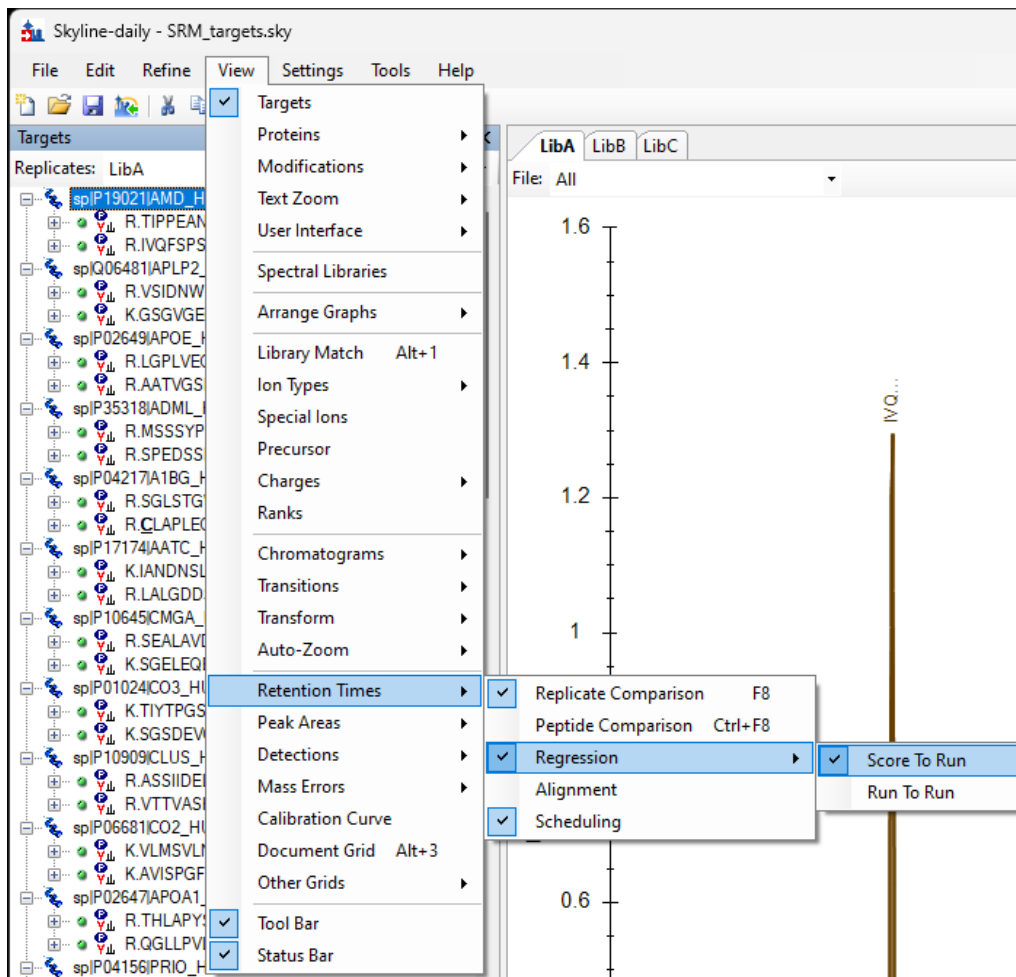 Skyline-daily - SRM_targets.sky
File Edit Refine View Settings Tools Help
Targets
Replicates: LibA
sp|P19021|AMD_H
R.TIPPEAN
R.IVQFSPS
sp|Q06481|APLP2_
R.VSIDNW
K.GSGVGE
sp|P02649|APOE_H
R.LGPLVEQ
R.AATVGS
sp|P35318|ADML_H
R.MSSSYP
R.SPEDSS
sp|P04217|A1BG_H
R.SGLSTG
R.CLAPLEG
sp|P17174|AATC_H
K.IANDNSL
R.LALGDD
sp|P10645|CMGA_
R.SEALAVD
K.SGELEQE
sp|P01024|CO3_HU
K.TIYTPGS
K.SGSDEV
sp|P10909|CLUS_H
R.ASSIIDEL
R.VTTVAS
sp|P06681|CO2_HU
K.VLMSVLN
K.AVISPGF
sp|P02647|APOA1_
R.THLAPYS
R.QGLLPVL
sp|P04156|PRIO_H
Targets
Proteins
Modifications
Text Zoom
User Interface
Spectral Libraries
Arrange Graphs
Library Match Alt+1
Ion Types
Special Ions
Precursor
Charges
Ranks
Chromatograms
Transitions
Transform
Auto-Zoom
Retention Times
Peak Areas
Detections
Mass Errors
Calibration Curve
Document Grid Alt+3
Other Grids
Tool Bar
Status Bar
Replicate Comparison F8
Peptide Comparison Ctrl+F8
Regression
Alignment
Scheduling
Score To Run
Run To Run
LibA LibB LibC
File: All
1.6
1.4
1.2
1
0.6
IVQ...